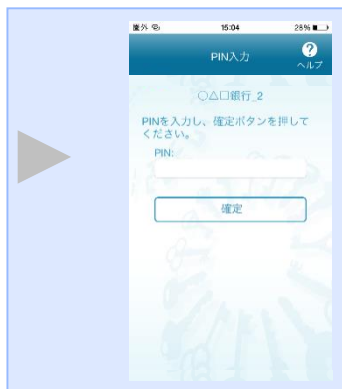 圏外
15:04
28%
PIN入力
?
ヘルプ
○△□銀行_2
PINを入力し、確定ボタンを押して
ください。
PIN:
確定